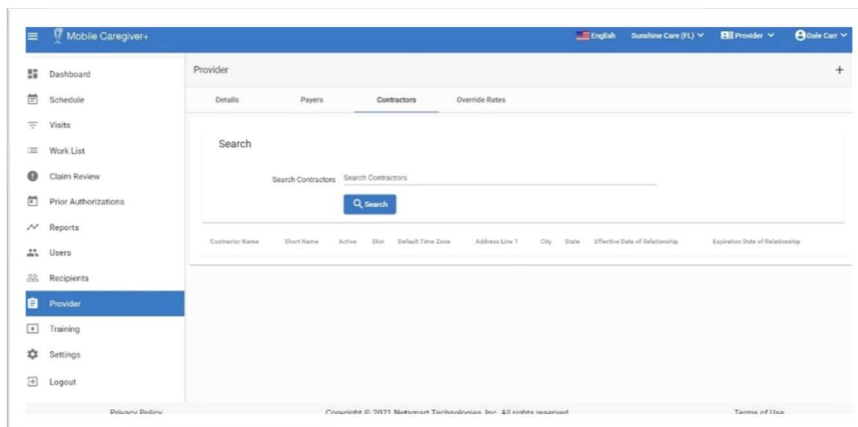 Mobile Caregiver+
English Sunshine Care (FL) Provider Dale Carr
Dashboard
Schedule
Visits
Work List
Claim Review
Prior Authorizations
Reports
Users
Recipients
Provider
Training
Settings
Logout
Provider
Details Payers Contractors Override Rates
Search
Search Contractors Search Contractors
Search
Contractor Name Short Name Active Skin Default Time Zone Address Line 1 City State Effective Date of Relationship Expiration Date of Relationship
Privacy Policy Copyright © 2021 Netsmart Technologies, Inc. All rights reserved. Terms of Use